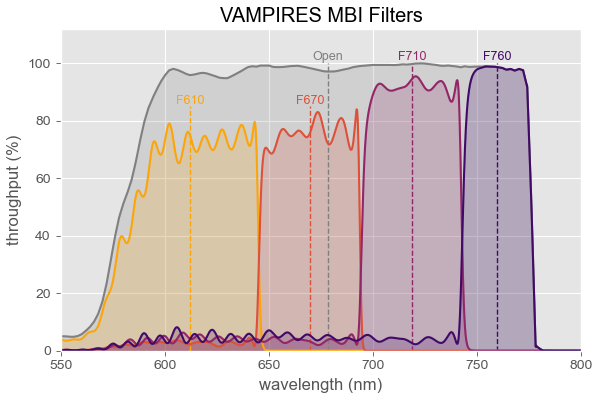 VAMPIRES MBI Filters
throughput (%)
100
80
60
40
20
0
Open
F710
F760
F610
F670
550
600
650
700
750
800
wavelength (nm)